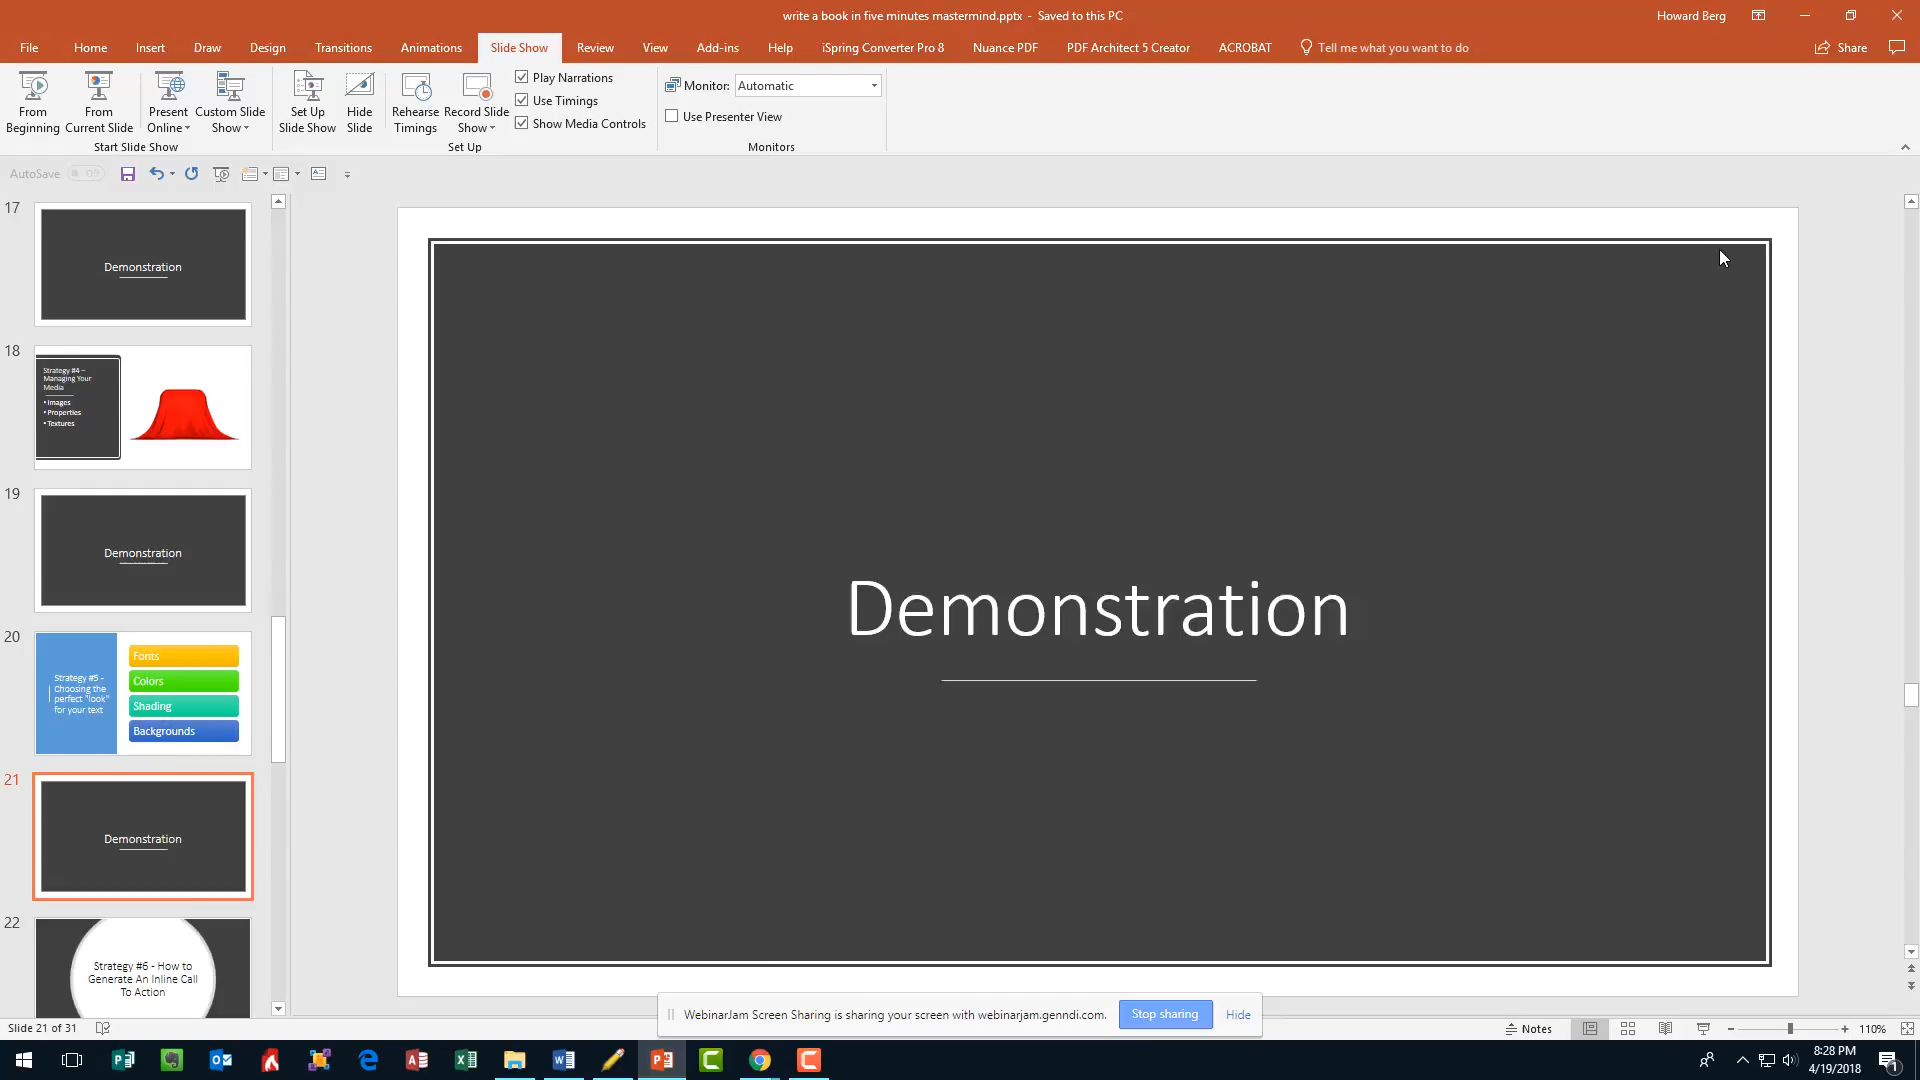 write a book in five minutes mastermind.pptx - Saved to this PC
Howard Berg
File Home Insert Draw Design Transitions Animations Slide Show Review View Add-ins Help iSpring Converter Pro 8 Nuance PDF PDF Architect 5 Creator ACROBAT Tell me what you want to do Share
From Beginning
From Current Slide
Present Online
Custom Slide Show
Set Up Slide Show
Hide Slide
Rehearse Timings
Record Slide Show
Play Narrations
Use Timings
Show Media Controls
Monitor: Automatic
Use Presenter View
Start Slide Show
Set Up
Monitors
AutoSave Off
17
Demonstration
18
Strategy #4 –
Managing Your
Media
• Images
• Properties
• Textures
19
Demonstration
20
Strategy #5 -
Choosing the
perfect "look"
for your text
Fonts
Colors
Shading
Backgrounds
21
Demonstration
22
Strategy #6 - How to
Generate An Inline Call
To Action
Demonstration
WebinarJam Screen Sharing is sharing your screen with webinarjam.genndi.com. Stop sharing Hide
Slide 21 of 31
Notes
110%
8:28 PM
4/19/2018
1